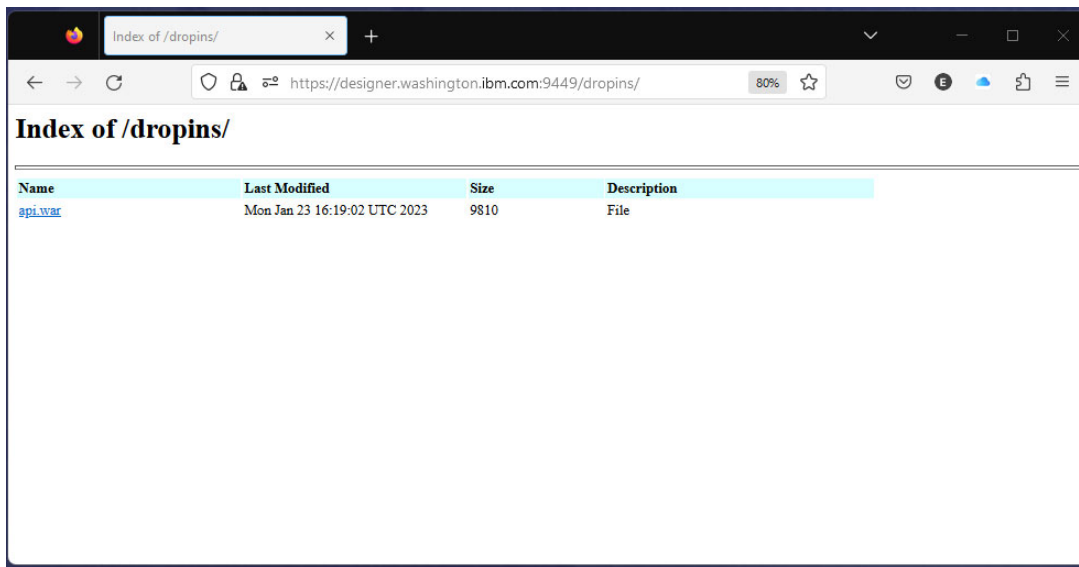 Index of /dropins/
https://designer.washington.ibm.com:9449/dropins/ 80% E
Index of /dropins/
Name Last Modified Size Description
api.war Mon Jan 23 16:19:02 UTC 2023 9810 File